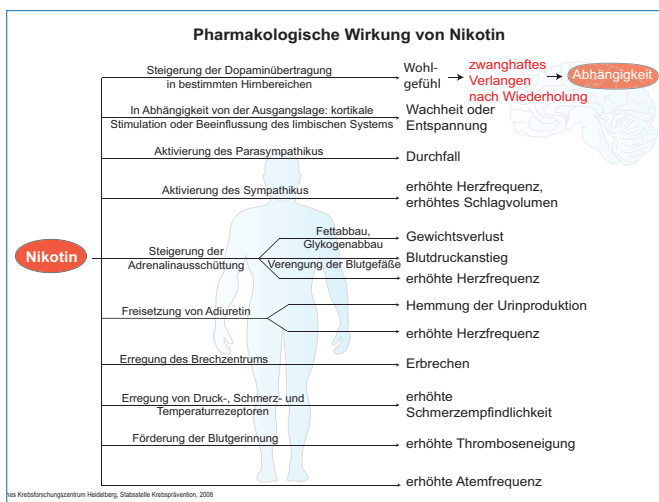 Pharmakologische Wirkung von Nikotin
Steigerung der Dopaminübertragung
in bestimmten Hirnbereichen
Wohl-
gefühl
zwanghaftes
Verlangen
nach Wiederholung
Abhängigkeit
In Abhängigkeit von der Ausgangslage: kortikale
Stimulation oder Beeinflussung des limbischen Systems
Wachheit oder
Entspannung
Aktivierung des Parasympathikus
Durchfall
Aktivierung des Sympathikus
erhöhte Herzfrequenz,
erhöhtes Schlagvolumen
Nikotin
Steigerung der
Adrenalinausschüttung
Fettabbau,
Glykogenabbau
Gewichtsverlust
Verengung der Blutgefäße
Blutdruckanstieg
erhöhte Herzfrequenz
Freisetzung von Adiuretin
Hemmung der Urinproduktion
erhöhte Herzfrequenz
Erregung des Brechzentrums
Erbrechen
Erregung von Druck-, Schmerz- und
Temperaturrezeptoren
erhöhte
Schmerzempfindlichkeit
Förderung der Blutgerinnung
erhöhte Thromboseneigung
erhöhte Atemfrequenz
nes Krebsforschungszentrum Heidelberg, Stabsstelle Krebsprävention, 2008